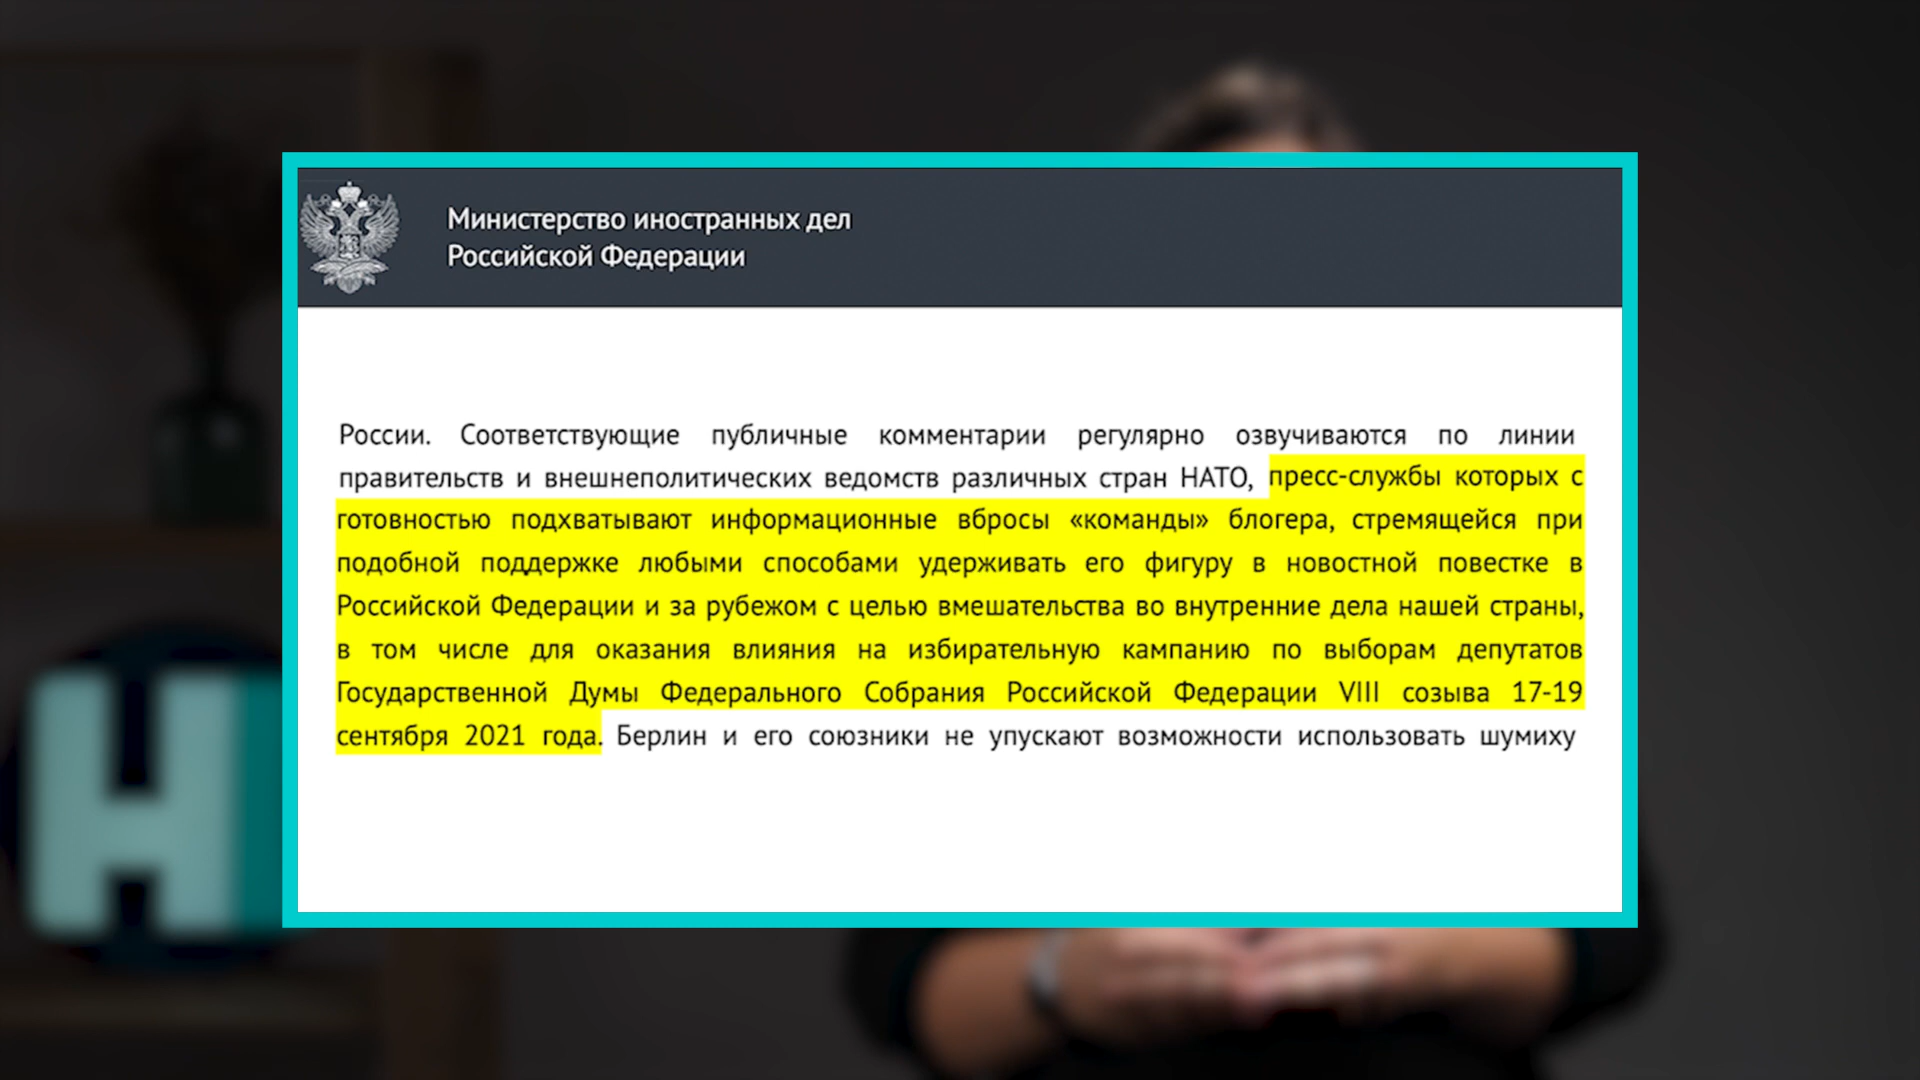 Министерство иностранных дел
Российской Федерации
России. Соответствующие публичные комментарии регулярно озвучиваются по линии
правительств и внешнеполитических ведомств различных стран НАТО, пресс-службы которых с
готовностью подхватывают информационные вбросы «команды» блогера, стремящейся при
подобной поддержке любыми способами удерживать его фигуру в новостной повестке в
Российской Федерации и за рубежом с целью вмешательства во внутренние дела нашей страны,
в том числе для оказания влияния на избирательную кампанию по выборам депутатов
Государственной Думы Федерального Собрания Российской Федерации VIII созыва 17-19
сентября 2021 года. Берлин и его союзники не упускают возможности использовать шумиху
Н